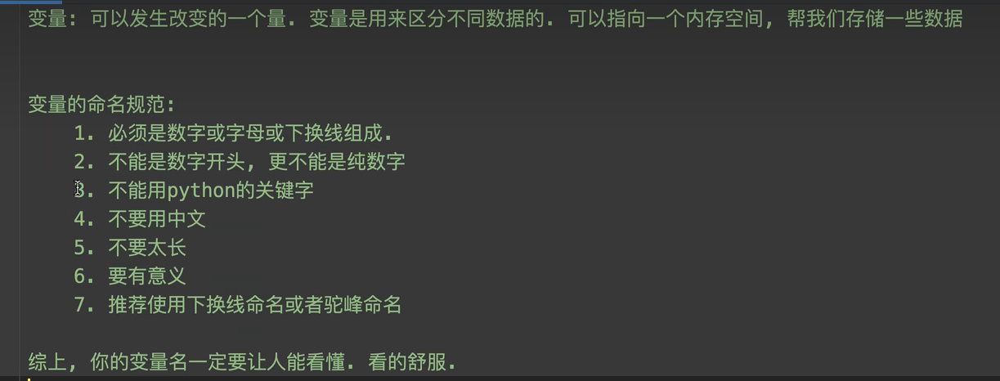 变量: 可以发生改变的一个量. 变量是用来区分不同数据的. 可以指向一个内存空间, 帮我们存储一些数据
变量的命名规范:
1. 必须是数字或字母或下换线组成.
2. 不能是数字开头, 更不能是纯数字
3. 不能用python的关键字
4. 不要用中文
5. 不要太长
6. 要有意义
7. 推荐使用下换线命名或者驼峰命名
综上, 你的变量名一定要让人能看懂. 看的舒服.